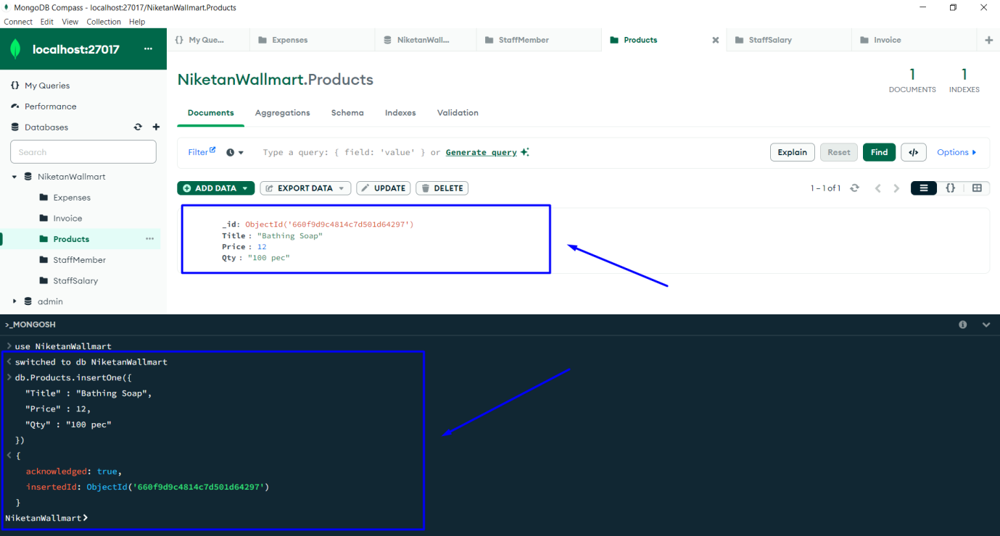 MongoDB Compass - localhost:27017/NiketanWallmart.Products
Connect Edit View Collection Help
localhost:27017 ...
{} My Que... Expenses NiketanWall... StaffMember Products StaffSalary Invoice
{} My Queries
Performance
Databases
Search
NiketanWallmart
Expenses
Invoice
Products ...
StaffMember
StaffSalary
admin
NiketanWallmart.Products
1 DOCUMENTS
1 INDEXES
Documents Aggregations Schema Indexes Validation
Filter Type a query: { field: 'value' } or Generate query Explain Reset Find </> Options
ADD DATA EXPORT DATA UPDATE DELETE 1 – 1 of 1 {}
_id: ObjectId('660f9d9c4814c7d501d64297')
Title : "Bathing Soap"
Price : 12
Qty : "100 pec"
>_MONGOSH
> use NiketanWallmart
< switched to db NiketanWallmart
> db.Products.insertOne({
"Title" : "Bathing Soap",
"Price" : 12,
"Qty" : "100 pec"
})
< {
acknowledged: true,
insertedId: ObjectId('660f9d9c4814c7d501d64297')
}
NiketanWallmart>